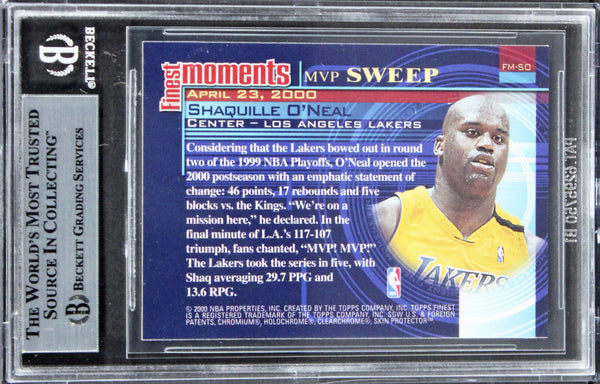 BECKETT
THE WORLD'S MOST TRUSTED
SOURCE IN COLLECTING™
BECKETT GRADING SERVICES
finest moments
MVP SWEEP
FM-SO
APRIL 23, 2000
SHAQUILLE O'NEAL
CENTER – LOS ANGELES LAKERS
Considering that the Lakers bowed out in round
two of the 1999 NBA Playoffs, O'Neal opened the
2000 postseason with an emphatic statement of
change: 46 points, 17 rebounds and five
blocks vs. the Kings. "We're on a
mission here," he declared. In the
final minute of L.A.'s 117-107
triumph, fans chanted, "MVP! MVP!"
The Lakers took the series in five, with
Shaq averaging 29.7 PPG and
13.6 RPG.
LAKERS
© 2000 NBA PROPERTIES, INC. CREATED BY THE TOPPS COMPANY, INC. TOPPS FINEST
IS A REGISTERED TRADEMARK OF THE TOPPS COMPANY, INC. SGW U.S. & FOREIGN
PATENTS, CHROMIUM®, HOLOCHROME®, CLEARCHROME®, SKIN PROTECTOR™.